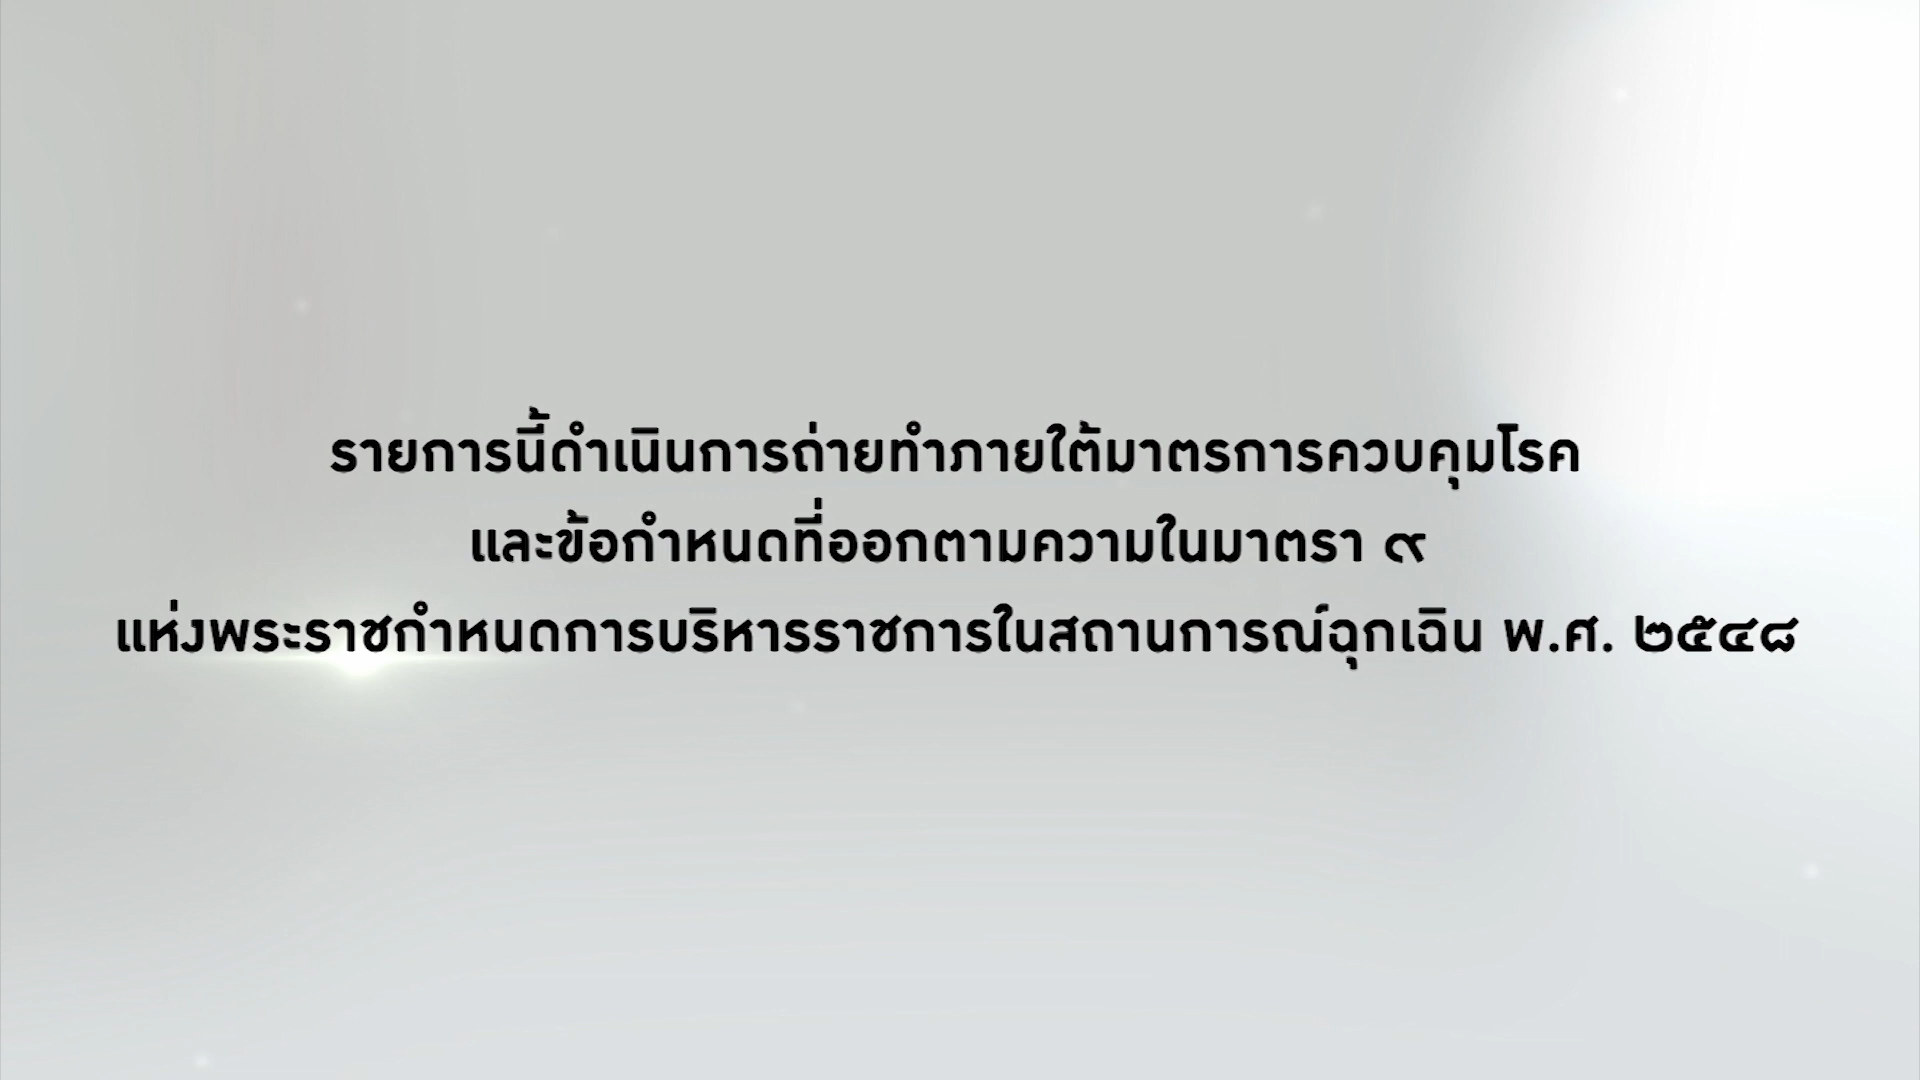 รายการนี้ดำเนินการถ่ายทำภายใต้มาตรการควบคุมโรค
และข้อกำหนดที่ออกตามความในมาตรา ๙
แห่งพระราชกำหนดการบริหารราชการในสถานการณ์ฉุกเฉิน พ.ศ. ๒๕๔๘